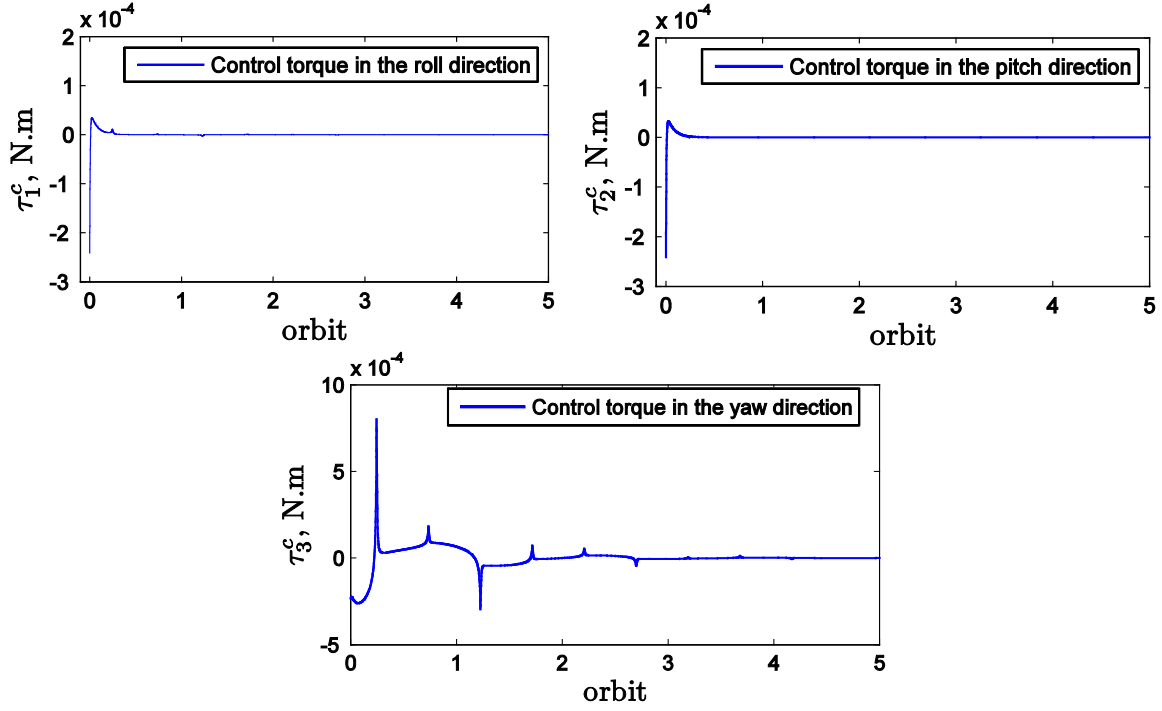 x 10^-4
2
1
0
-1
-2
-3
τ_1^c, N.m
Control torque in the roll direction
0 1 2 3 4 5
orbit
x 10^-4
2
1
0
-1
-2
-3
τ_2^c, N.m
Control torque in the pitch direction
0 1 2 3 4 5
orbit
x 10^-4
10
5
0
-5
τ_3^c, N.m
Control torque in the yaw direction
0 1 2 3 4 5
orbit